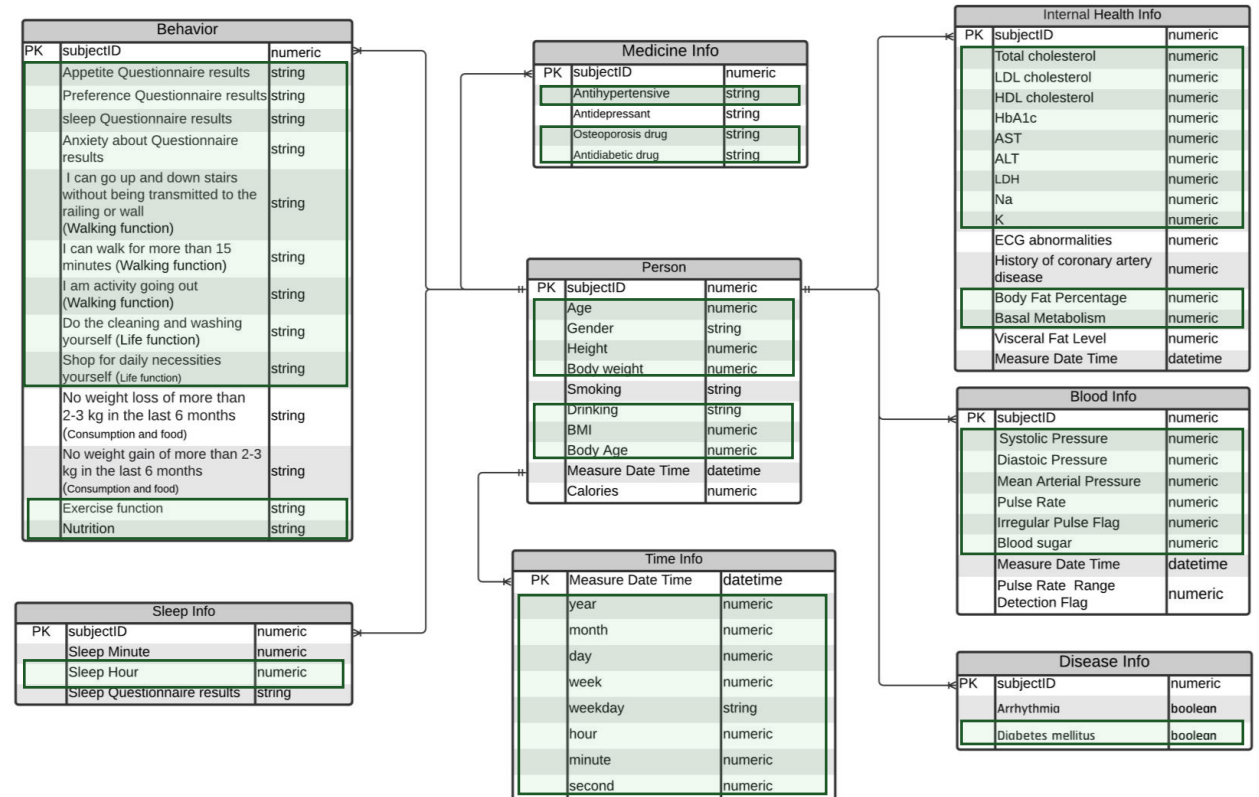 Behavior
PK subjectID numeric
Appetite Questionnaire results string
Preference Questionnaire results string
sleep Questionnaire results string
Anxiety about Questionnaire
results string
I can go up and down stairs
without being transmitted to the
railing or wall string
(Walking function)
I can walk for more than 15
minutes (Walking function) string
I am activity going out
(Walking function) string
Do the cleaning and washing
yourself (Life function) string
Shop for daily necessities
yourself (Life function) string
No weight loss of more than
2-3 kg in the last 6 months string
(Consumption and food)
No weight gain of more than 2-3
kg in the last 6 months string
(Consumption and food)
Exercise function string
Nutrition string
Sleep Info
PK subjectID numeric
Sleep Minute numeric
Sleep Hour numeric
Sleep Questionnaire results string
Medicine Info
PK subjectID numeric
Antihypertensive string
Antidepressant string
Osteoporosis drug string
Antidiabetic drug string
Person
PK subjectID numeric
Age numeric
Gender string
Height numeric
Body weight numeric
Smoking string
Drinking string
BMI numeric
Body Age numeric
Measure Date Time datetime
Calories numeric
Time Info
PK Measure Date Time datetime
year numeric
month numeric
day numeric
week numeric
weekday string
hour numeric
minute numeric
second numeric
Internal Health Info
PK subjectID numeric
Total cholesterol numeric
LDL cholesterol numeric
HDL cholesterol numeric
HbA1c numeric
AST numeric
ALT numeric
LDH numeric
Na numeric
K numeric
ECG abnormalities numeric
History of coronary artery
disease numeric
Body Fat Percentage numeric
Basal Metabolism numeric
Visceral Fat Level numeric
Measure Date Time datetime
Blood Info
PK subjectID numeric
Systolic Pressure numeric
Diastoic Pressure numeric
Mean Arterial Pressure numeric
Pulse Rate numeric
Irregular Pulse Flag numeric
Blood sugar numeric
Measure Date Time datetime
Pulse Rate Range
Detection Flag numeric
Disease Info
PK subjectID numeric
Arrhythmia boolean
Diabetes mellitus boolean